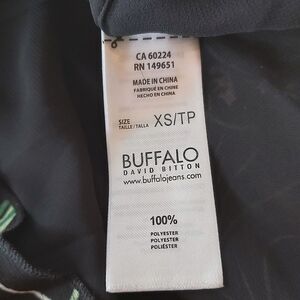 CA 60224
RN 149651
MADE IN CHINA
FABRIQUÉ EN CHINE
HECHO EN CHINA
SIZE
TAILLE/TALLA XS/TP
BUFFALO
DAVID BITTON
www.buffalojeans.com
100%
POLYESTER
POLYESTER
POLIÉSTER